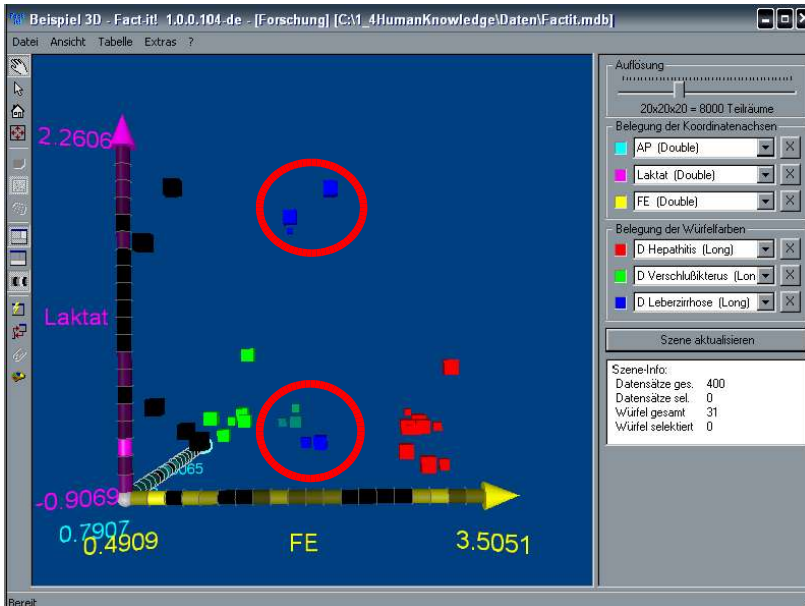 Beispiel 3D - Fact-it! 1.0.0.104-de - [Forschung] [C:\1_4HumanKnowledge\Daten\Factit.mdb]
Datei Ansicht Tabelle Extras ?
2.2606
Laktat
-0.9069
0.7907
0.4909
FE
3.5051
Auflösung
20x20x20 = 8000 Teilräume
Belegung der Koordinatenachsen
AP (Double)
Laktat (Double)
FE (Double)
Belegung der Würfelfarben
D Hepathitis (Long)
D Verschlußikterus (Lon
D Leberzirrhose (Long)
Szene aktualisieren
Szene-Info:
Datensätze ges. 400
Datensätze sel. 0
Würfel gesamt 31
Würfel selektiert 0
Bereit